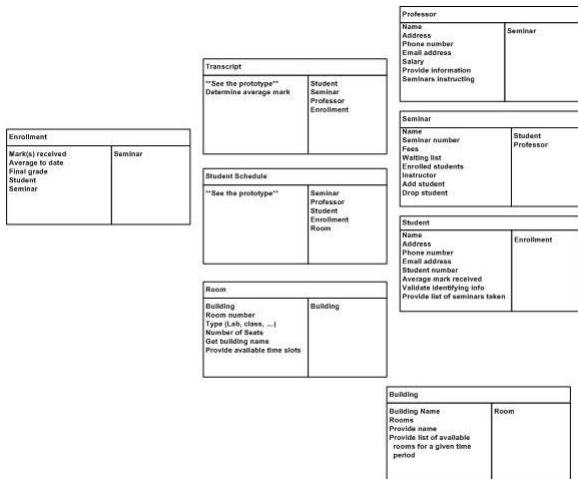 Professor
Name
Address
Phone number
Email address
Salary
Provide information
Seminars instructing
Seminar
Transcript
**See the prototype**
Determine average mark
Student
Seminar
Professor
Enrollment
Seminar
Name
Seminar number
Fees
Waiting list
Enrolled students
Instructor
Add student
Drop student
Student
Professor
Enrollment
Mark(s) received
Average to date
Final grade
Student
Seminar
Seminar
Student Schedule
**See the prototype**
Seminar
Professor
Student
Enrollment
Room
Student
Name
Address
Phone number
Email address
Student number
Average mark received
Validate identifying info
Provide list of seminars taken
Enrollment
Room
Building
Room number
Type (Lab, class, ...)
Number of Seats
Get building name
Provide available time slots
Building
Building
Building Name
Rooms
Provide name
Provide list of available
rooms for a given time
period
Room